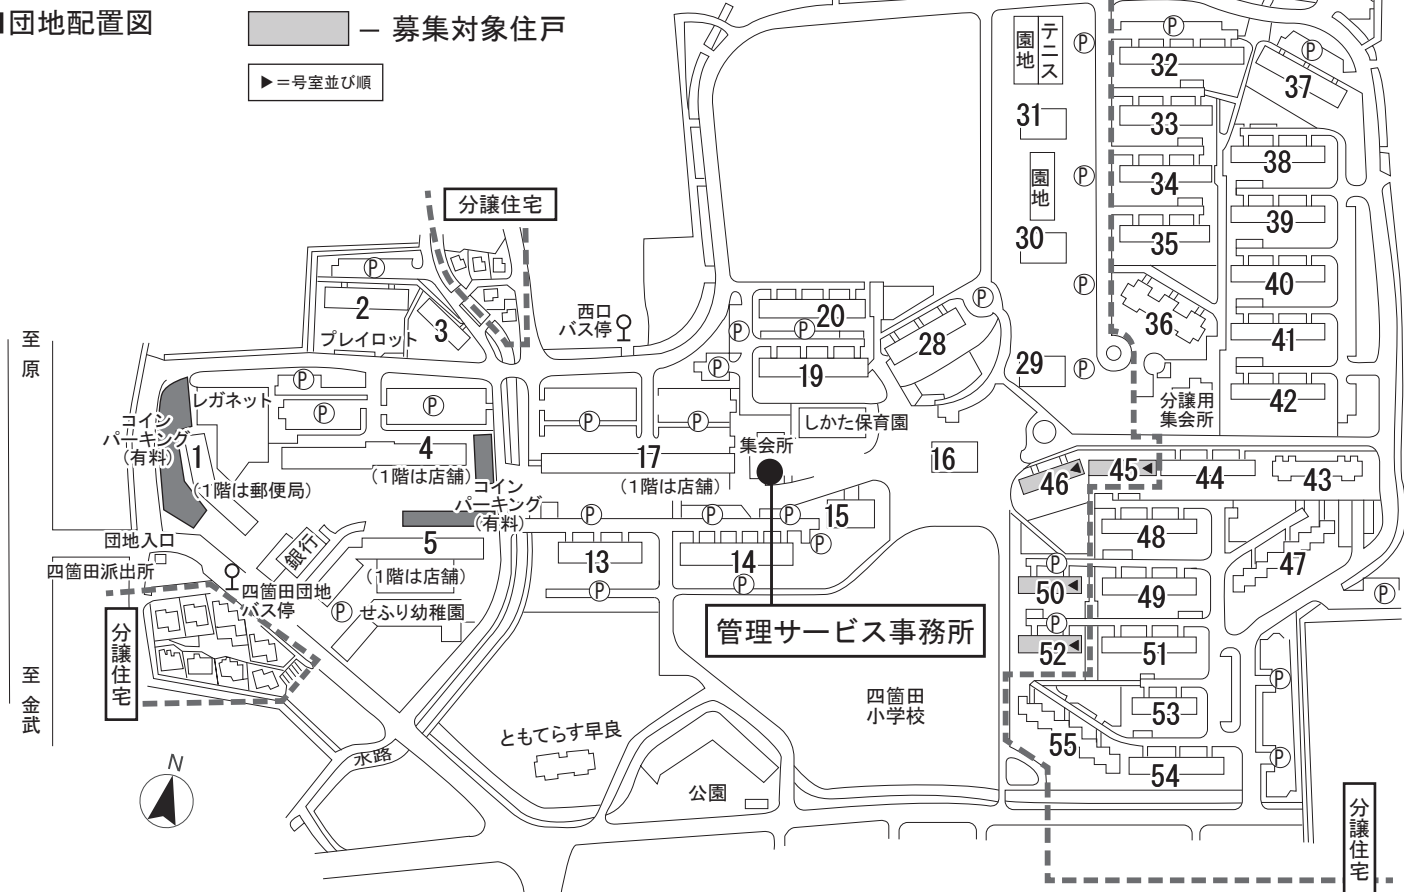 団地配置図
− 募集対象住戸
▶=号室並び順
園地
テニス
P
P
32
P
37
31
33
38
園地
P
34
分譲住宅
39
30
35
P
2
3
P
40
西口
バス停
プレイロット
20
P
P
P
36
28
41
至 原
19
P
29
P
レガネット
P
P
P
42
分譲用
集会所
コイン
パーキング
(有料)
しかた保育園
P
P
1
4
(1階は店舗)
17
(1階は店舗)
集会所
16
46
45
44
43
(1階は郵便局)
コイン
パーキング
(有料)
P
P
P
15
48
団地入口
銀行
5
13
14
P
47
四箇田派出所
(1階は店舗)
P
50
49
四箇田団地
バス停
P
P
P
P
せふり幼稚園
分譲住宅
管理サービス事務所
P
52
51
至 金武
P
四箇田
小学校
53
ともてらす早良
55
P
水路
54
N
公園
分譲住宅